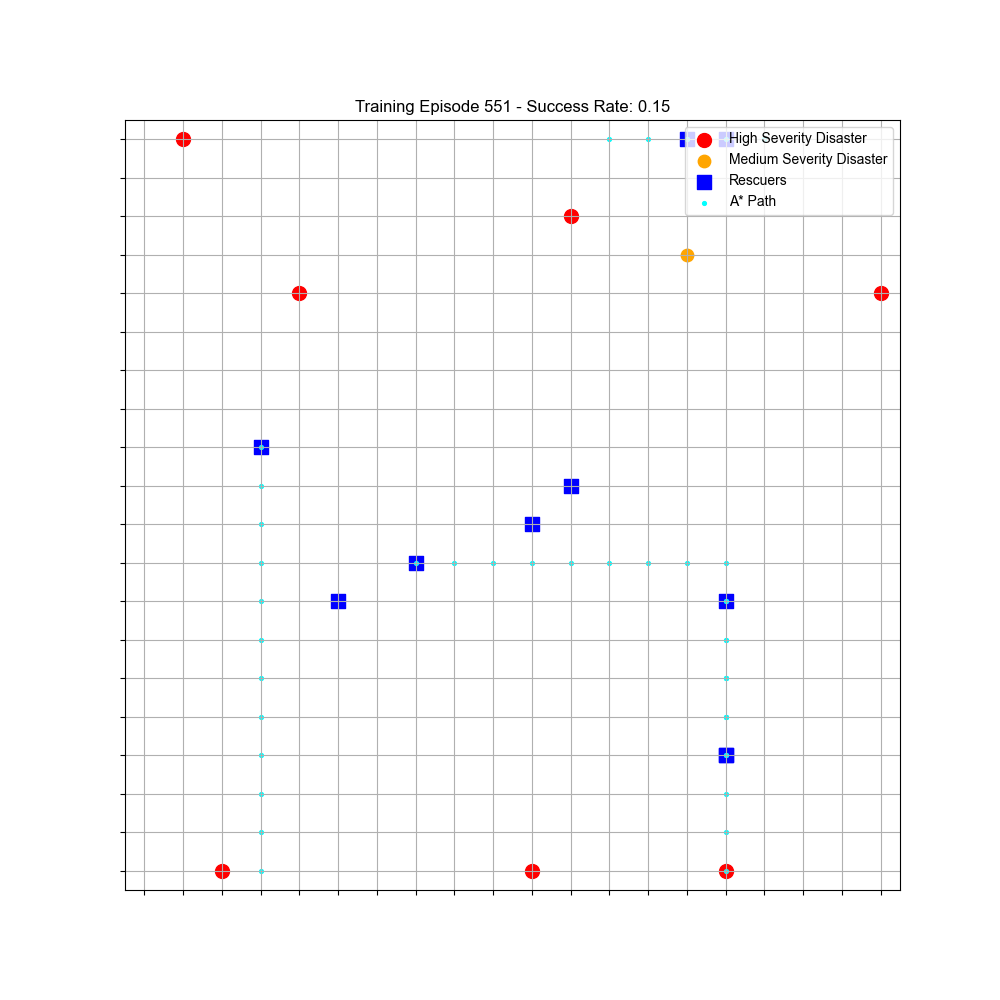 Training Episode 551 - Success Rate: 0.15
High Severity Disaster
Medium Severity Disaster
Rescuers
A* Path